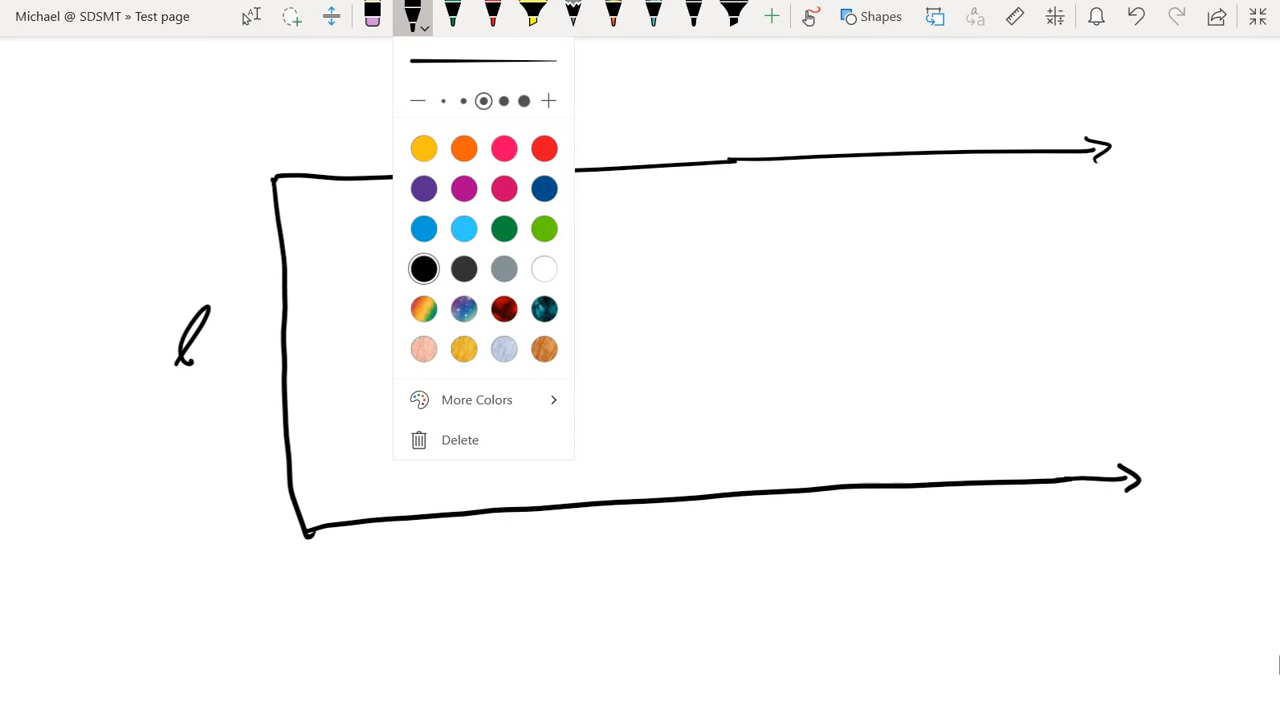 Michael @ SDSMT » Test page
Shapes
ℓ
More Colors
Delete